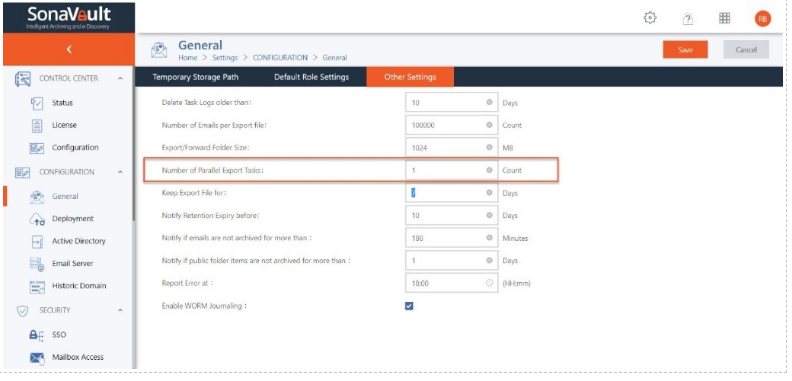 SonaVault
Intelligent Archiving and e-Discovery
RB
General
Home > Settings > CONFIGURATION > General
Save
Cancel
CONTROL CENTER
Status
License
Configuration
CONFIGURATION
General
Deployment
Active Directory
Email Server
Historic Domain
SECURITY
SSO
Mailbox Access
Temporary Storage Path Default Role Settings Other Settings
Delete Task Logs older than: 10 Days
Number of Emails per Export file: 100000 Count
Export/Forward Folder Size: 1024 MB
Number of Parallel Export Tasks: 1 Count
Keep Export File for: 7 Days
Notify Retention Expiry before: 10 Days
Notify if emails are not archived for more than : 180 Minutes
Notify if public folder items are not archived for more than : 1 Days
Report Error at : 18:00 (HH:mm)
Enable WORM Journaling :